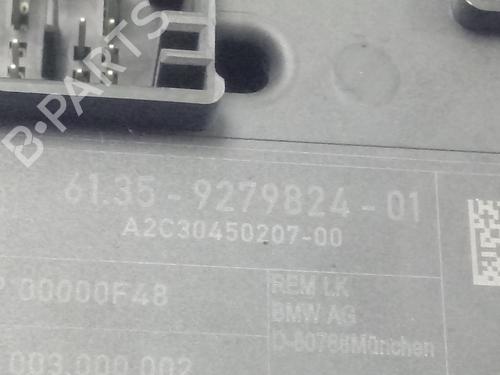 B-PARTS
61.35 - 9279824 - 01
A2C30450207-00
P 00000F48
REM LK
BMW AG
D-80788München
003.000.002